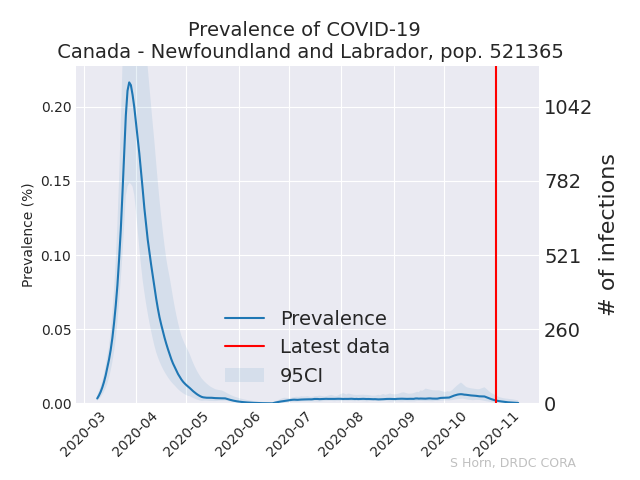 Prevalence of COVID-19
Canada - Newfoundland and Labrador, pop. 521365
0.20
0.15
0.10
0.05
0.00
Prevalence (%)
1042
782
521
260
0
# of infections
Prevalence
Latest data
95CI
2020-03
2020-04
2020-05
2020-06
2020-07
2020-08
2020-09
2020-10
2020-11
S Horn, DRDC CORA